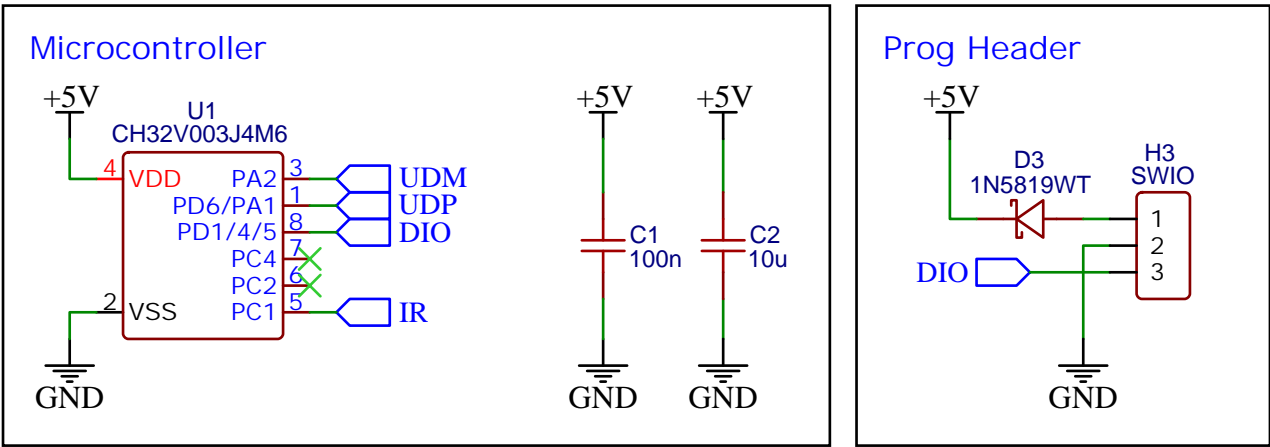 Microcontroller
+5V
U1
CH32V003J4M6
4 VDD
PA2 3 UDM
PD6/PA1 1 UDP
PD1/4/5 8 DIO
PC4 7
PC2 6
2 VSS
PC1 5 IR
GND
+5V
C1
100n
GND
+5V
C2
10u
GND
Prog Header
+5V
D3
1N5819WT
H3
SWIO
1
2
DIO
3
GND